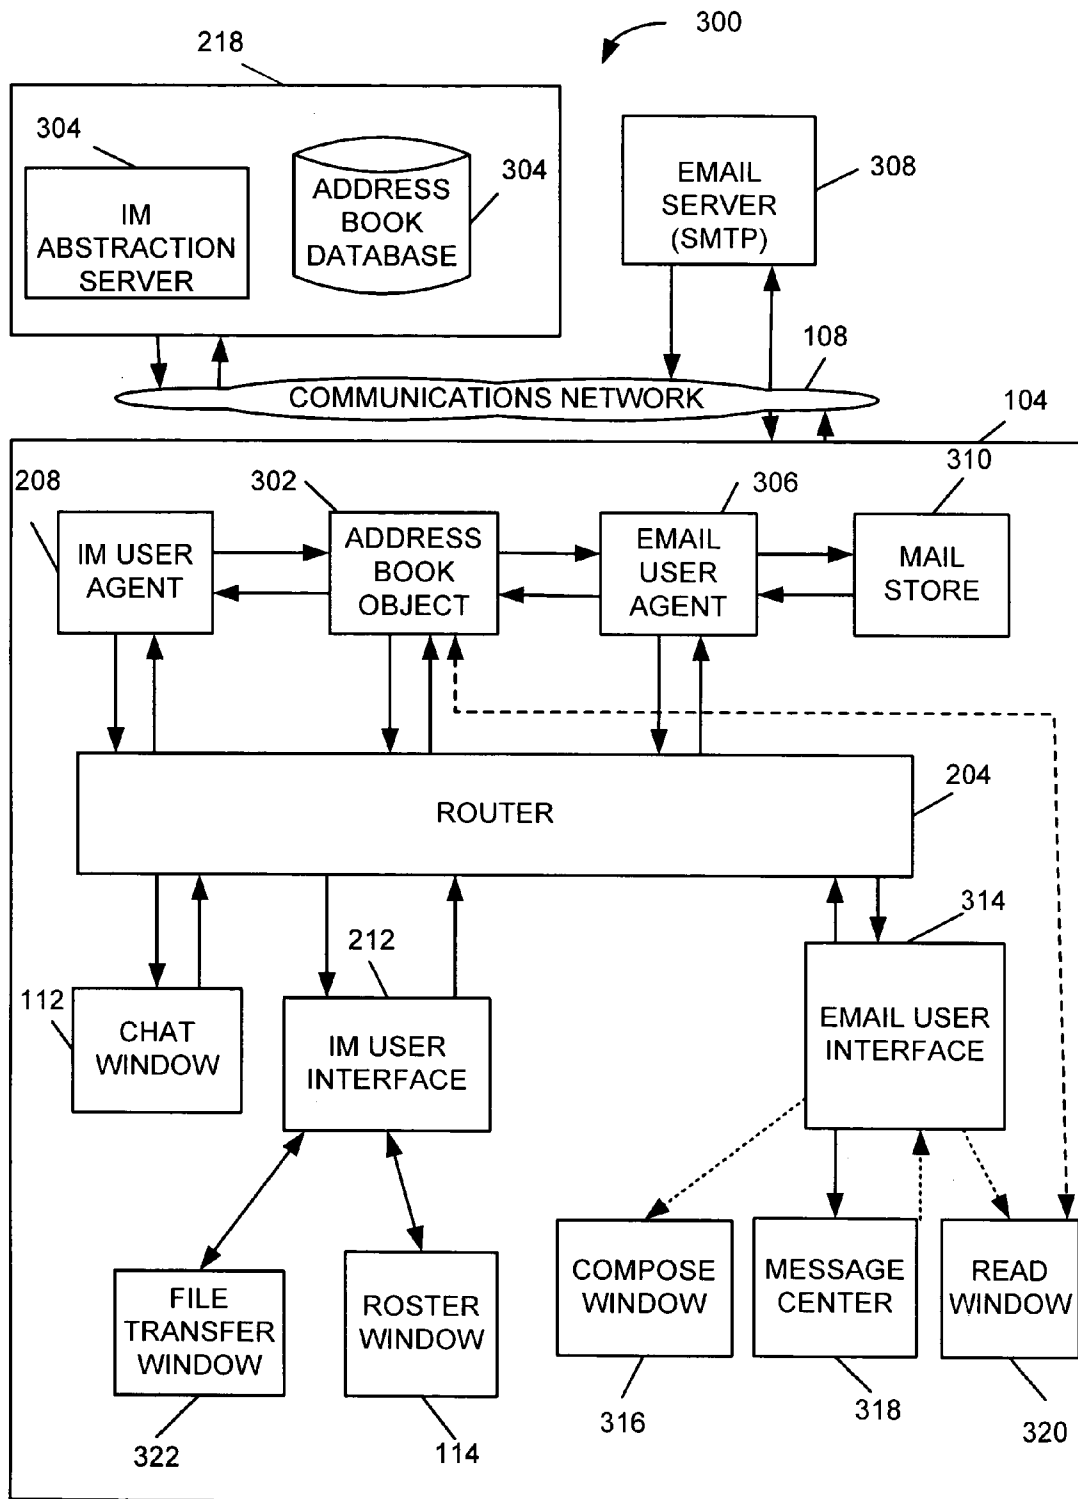 300
218
304
IM
ABSTRACTION
SERVER
ADDRESS
BOOK
DATABASE
304
EMAIL
SERVER
(SMTP)
308
108
COMMUNICATIONS NETWORK
104
310
208
302
306
IM USER
AGENT
ADDRESS
BOOK
OBJECT
EMAIL
USER
AGENT
MAIL
STORE
ROUTER
204
314
212
112
CHAT
WINDOW
IM USER
INTERFACE
EMAIL USER
INTERFACE
FILE
TRANSFER
WINDOW
ROSTER
WINDOW
COMPOSE
WINDOW
MESSAGE
CENTER
READ
WINDOW
322
114
316
318
320